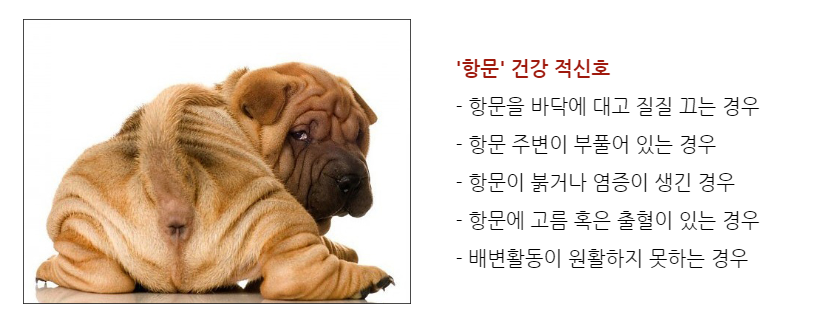 '항문' 건강 적신호
- 항문을 바닥에 대고 질질 끄는 경우
- 항문 주변이 부풀어 있는 경우
- 항문이 붉거나 염증이 생긴 경우
- 항문에 고름 혹은 출혈이 있는 경우
- 배변활동이 원활하지 못하는 경우